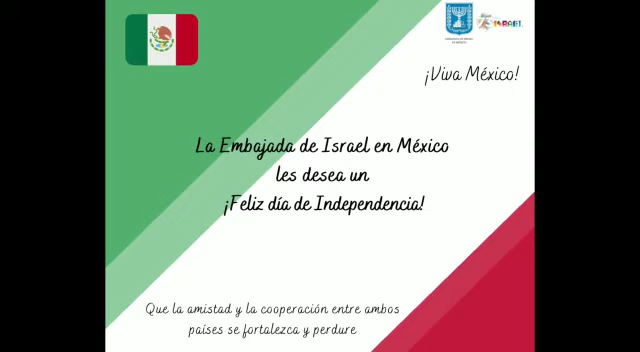 ¡Viva México!
La Embajada de Israel en México
les desea un
¡Feliz día de Independencia!
Que la amistad y la cooperación entre ambos
países se fortalezca y perdure